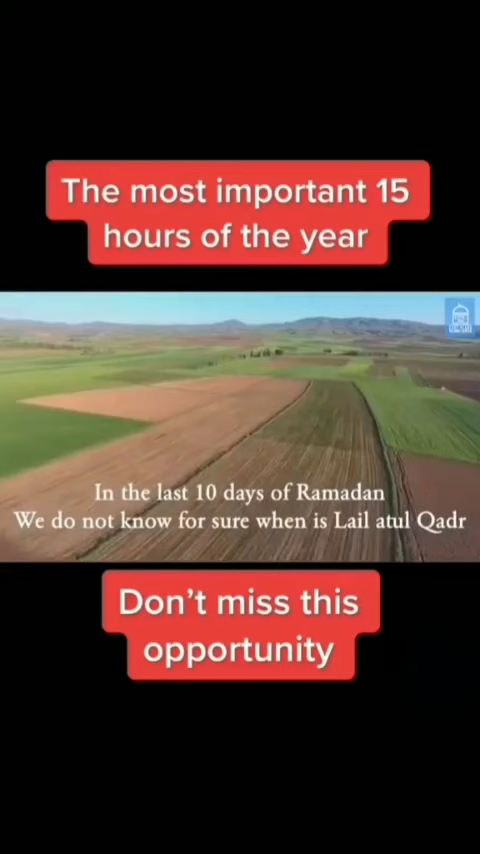 The most important 15
hours of the year
In the last 10 days of Ramadan
We do not know for sure when is Lail atul Qadr
Don’t miss this
opportunity